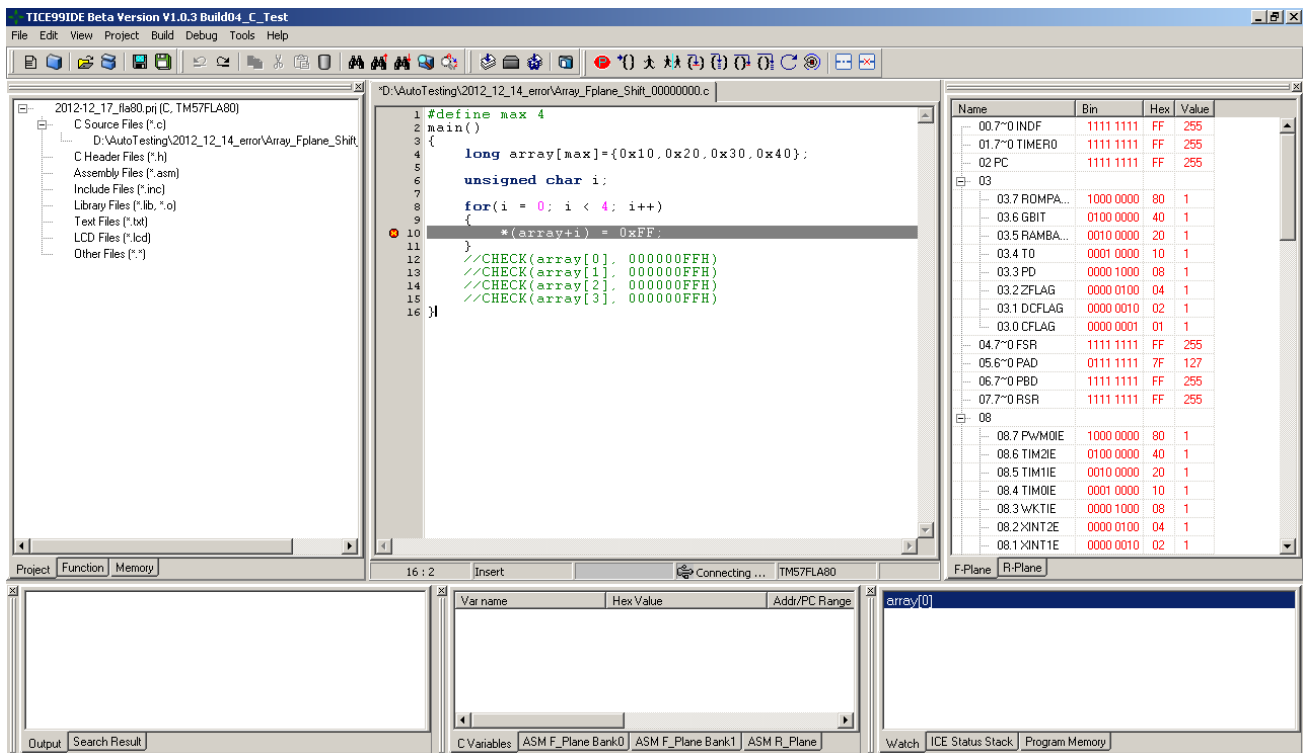 TICE99IDE Beta Version V1.0.3 Build04_C_Test
File Edit View Project Build Debug Tools Help
2012-12_17_fla80.prj (C, TM57FLA80)
C Source Files (*.c)
D:\AutoTesting\2012_12_14_error\Array_Fplane_Shift_
C Header Files (*.h)
Assembly Files (*.asm)
Include Files (*.inc)
Library Files (*.lib, *.o)
Text Files (*.txt)
LCD Files (*.lcd)
Other Files (*.*)
Project Function Memory
*D:\AutoTesting\2012_12_14_error\Array_Fplane_Shift_00000000.c
1 #define max 4
2 main()
3 {
4 long array[max]={0x10,0x20,0x30,0x40};
5
6 unsigned char i;
7
8 for(i = 0; i < 4; i++)
9 {
10 *(array+i) = 0xFF;
11 }
12 //CHECK(array[0], 000000FFH)
13 //CHECK(array[1], 000000FFH)
14 //CHECK(array[2], 000000FFH)
15 //CHECK(array[3], 000000FFH)
16 }
16 : 2 Insert Connecting ... TM57FLA80
Name Bin Hex Value
00.7~0 INDF 1111 1111 FF 255
01.7~0 TIMER0 1111 1111 FF 255
02 PC 1111 1111 FF 255
03
03.7 ROMPA... 1000 0000 80 1
03.6 GBIT 0100 0000 40 1
03.5 RAMBA... 0010 0000 20 1
03.4 TO 0001 0000 10 1
03.3 PD 0000 1000 08 1
03.2 ZFLAG 0000 0100 04 1
03.1 DCFLAG 0000 0010 02 1
03.0 CFLAG 0000 0001 01 1
04.7~0 FSR 1111 1111 FF 255
05.6~0 PAD 0111 1111 7F 127
06.7~0 PBD 1111 1111 FF 255
07.7~0 RSR 1111 1111 FF 255
08
08.7 PWM0IE 1000 0000 80 1
08.6 TIM2IE 0100 0000 40 1
08.5 TIM1IE 0010 0000 20 1
08.4 TIM0IE 0001 0000 10 1
08.3 WKTIE 0000 1000 08 1
08.2 XINT2E 0000 0100 04 1
08.1 XINT1E 0000 0010 02 1
F-Plane R-Plane
Output Search Result
Var name Hex Value Addr/PC Range
C Variables ASM F_Plane Bank0 ASM F_Plane Bank1 ASM R_Plane
array[0]
Watch ICE Status Stack Program Memory